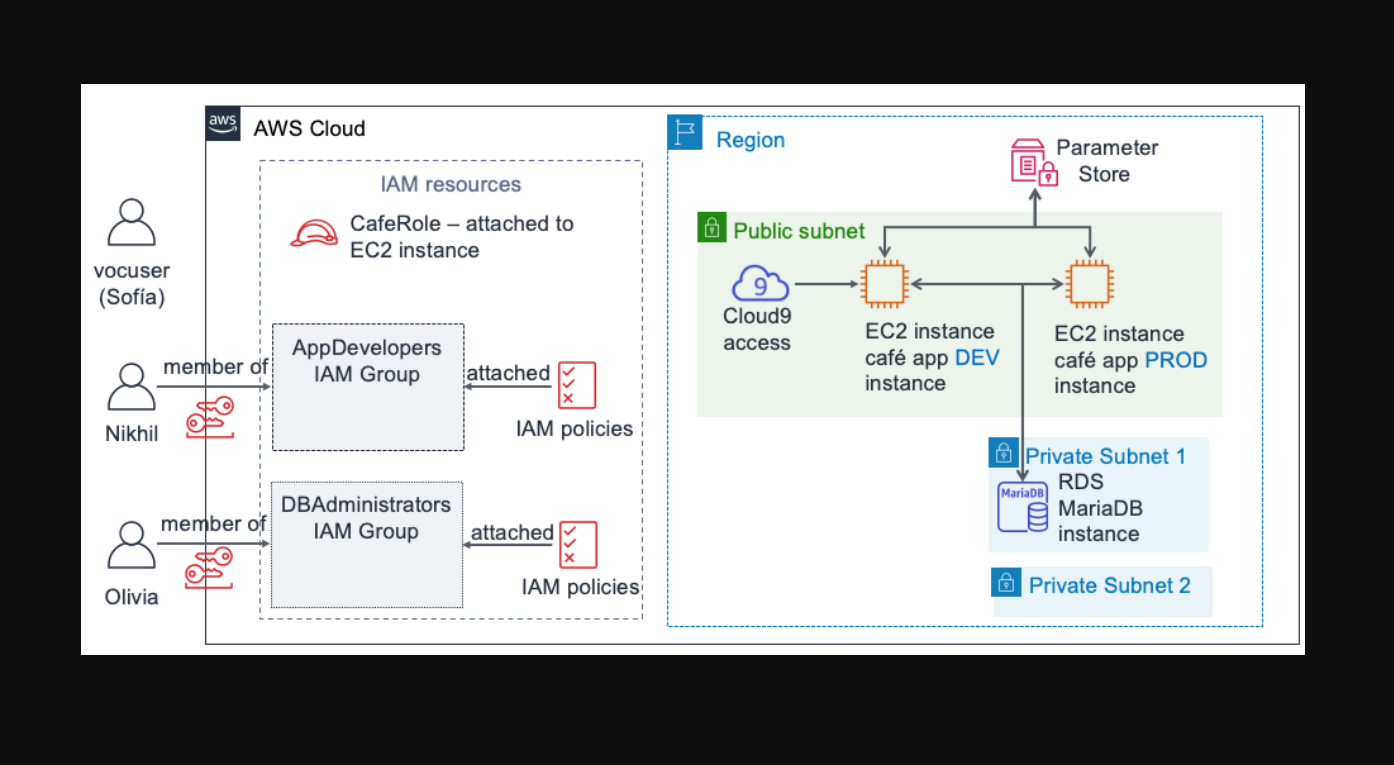 aws
AWS Cloud
Region
Parameter
Store
IAM resources
CafeRole – attached to
EC2 instance
Public subnet
vocuser
(Sofía)
9
Cloud9
access
EC2 instance
café app DEV
instance
EC2 instance
café app PROD
instance
AppDevelopers
IAM Group
member of
attached
IAM policies
Nikhil
Private Subnet 1
MariaDB
RDS
MariaDB
instance
DBAdministrators
IAM Group
member of
attached
IAM policies
Olivia
Private Subnet 2